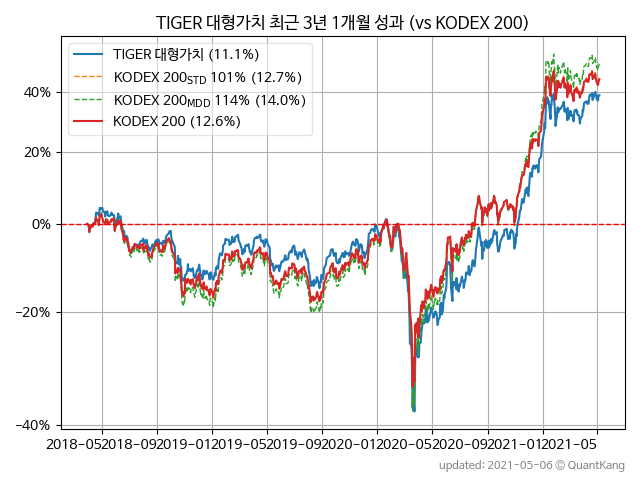 TIGER 대형가치 최근 3년 1개월 성과 (vs KODEX 200)
TIGER 대형가치 (11.1%)
KODEX 200STD 101% (12.7%)
KODEX 200MDD 114% (14.0%)
KODEX 200 (12.6%)
40%
20%
0%
−20%
−40%
2018-05 2018-09 2019-01 2019-05 2019-09 2020-01 2020-05 2020-09 2021-01 2021-05
updated: 2021-05-06 © QuantKang